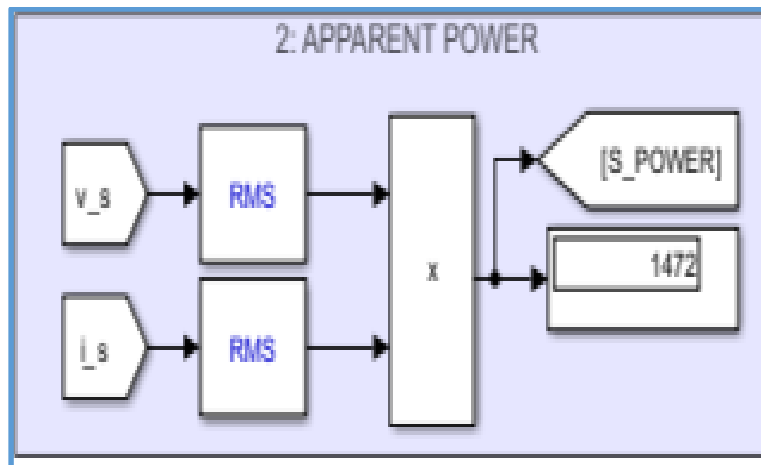 2: APPARENT POWER
v_s
RMS
x
[S_POWER]
1472
i_s
RMS